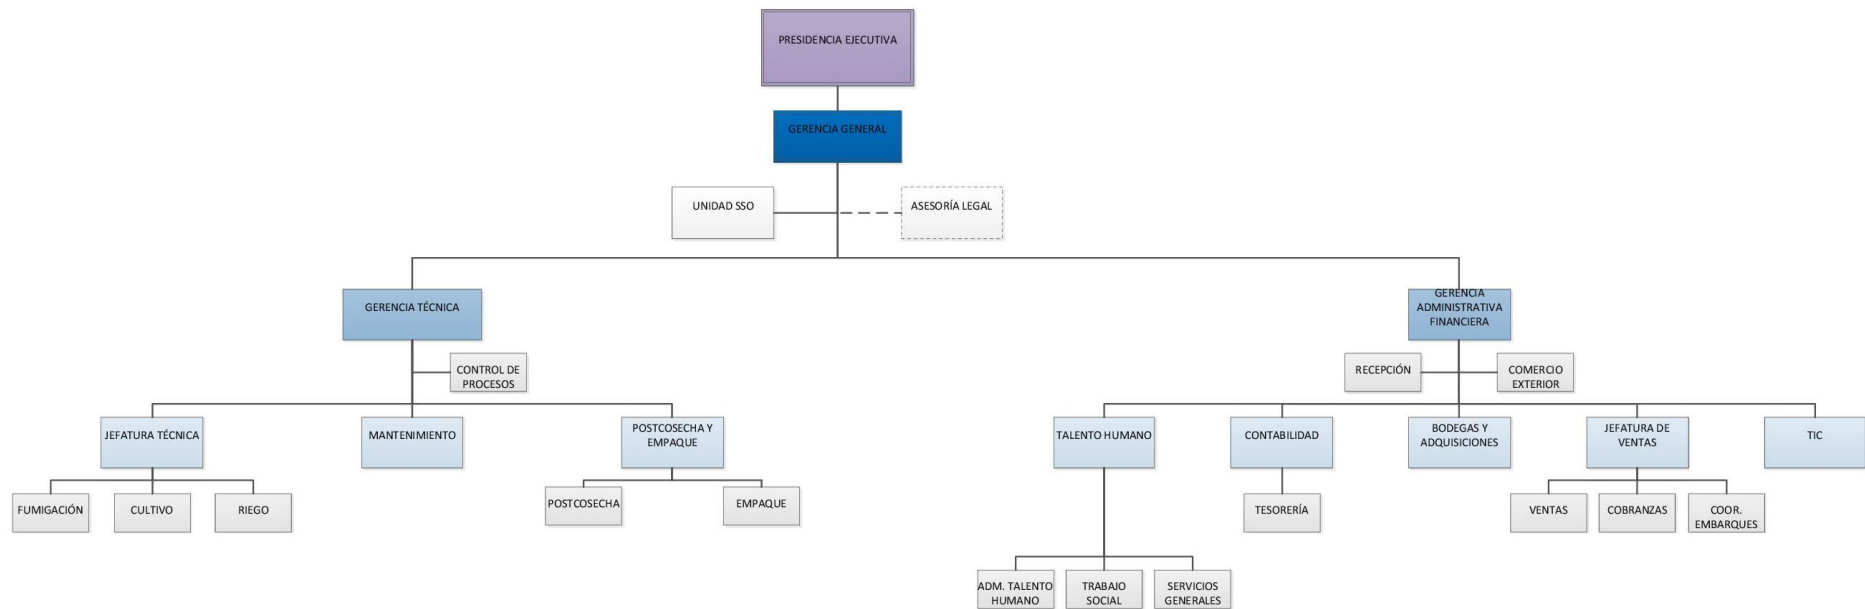 PRESIDENCIA EJECUTIVA
GERENCIA GENERAL
UNIDAD SSO
ASESORÍA LEGAL
GERENCIA TÉCNICA
GERENCIA
ADMINISTRATIVA
FINANCIERA
CONTROL DE
PROCESOS
RECEPCIÓN
COMERCIO
EXTERIOR
JEFATURA TÉCNICA
MANTENIMIENTO
POSTCOSECHA Y
EMPAQUE
TALENTO HUMANO
CONTABILIDAD
BODEGAS Y
ADQUISICIONES
JEFATURA DE
VENTAS
TIC
FUMIGACIÓN
CULTIVO
RIEGO
POSTCOSECHA
EMPAQUE
TESORERÍA
VENTAS
COBRANZAS
COOR.
EMBARQUES
ADM. TALENTO
HUMANO
TRABAJO
SOCIAL
SERVICIOS
GENERALES